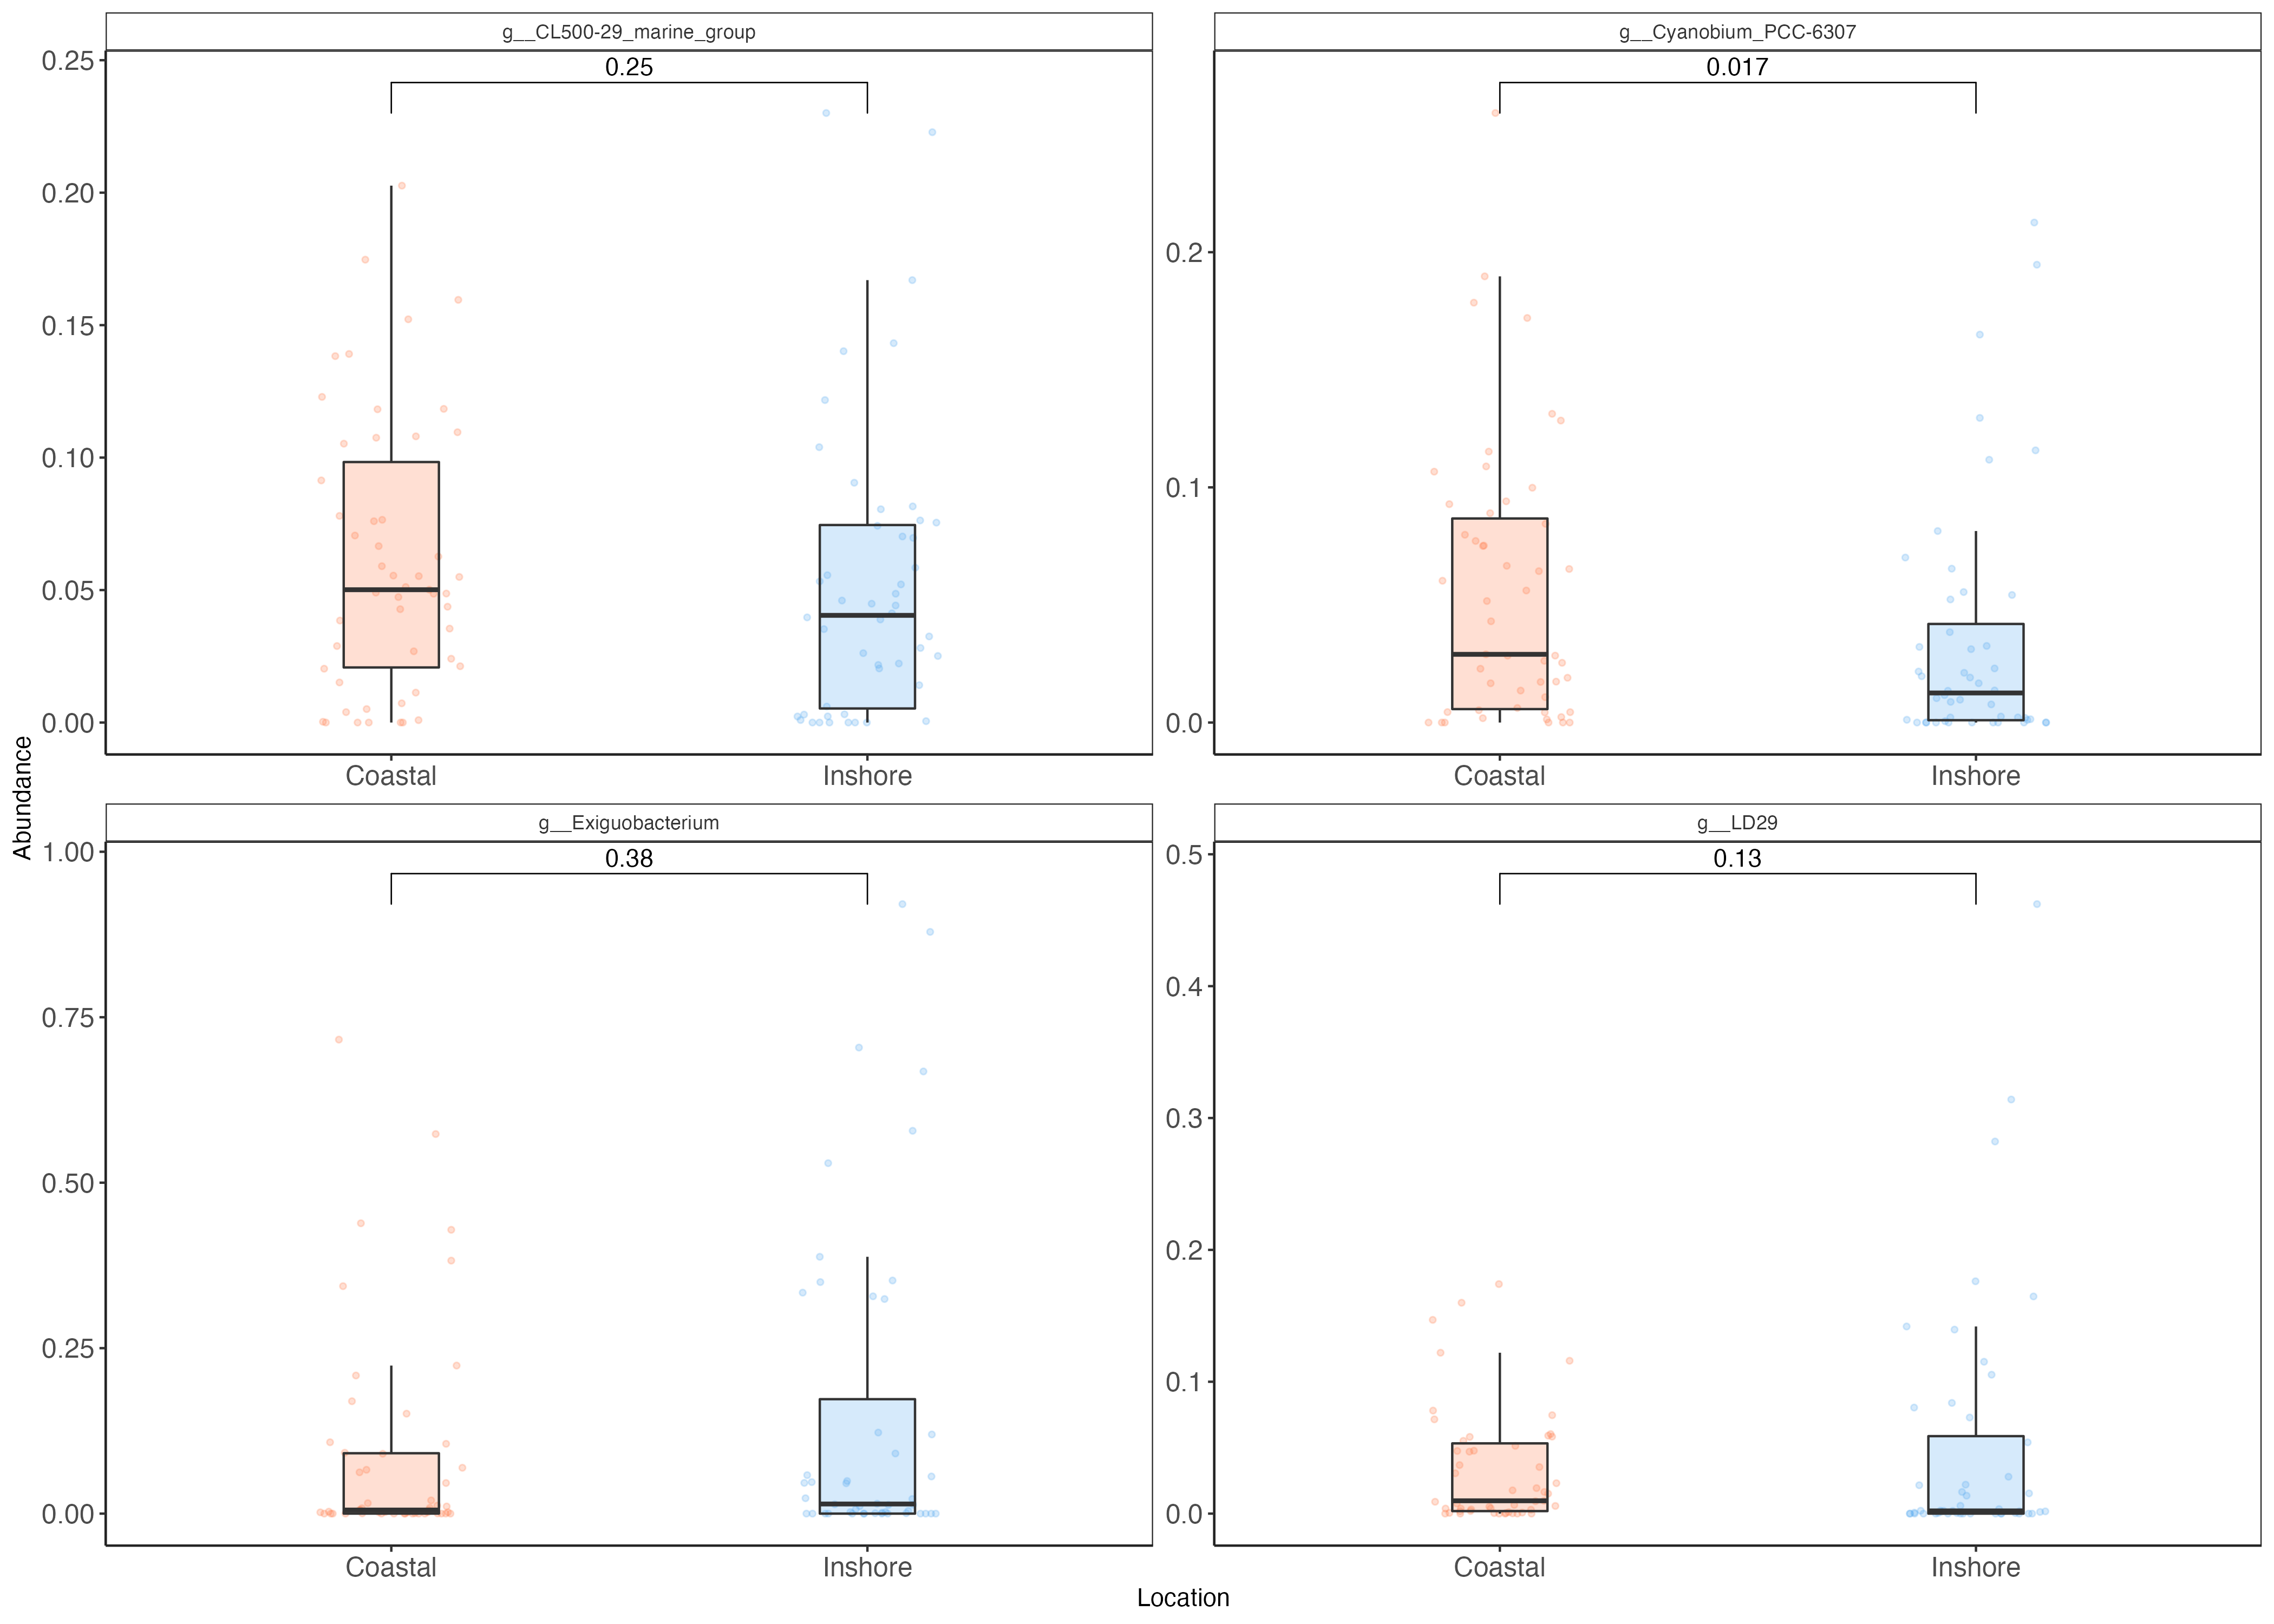 g__CL500-29_marine_group
0.25
0.25
0.20
0.15
0.10
0.05
0.00
Coastal Inshore
g__Cyanobium_PCC-6307
0.017
0.2
0.1
0.0
Coastal Inshore
Abundance
g__Exiguobacterium
1.00
0.38
0.75
0.50
0.25
0.00
Coastal Inshore
g__LD29
0.5
0.13
0.4
0.3
0.2
0.1
0.0
Coastal Inshore
Location